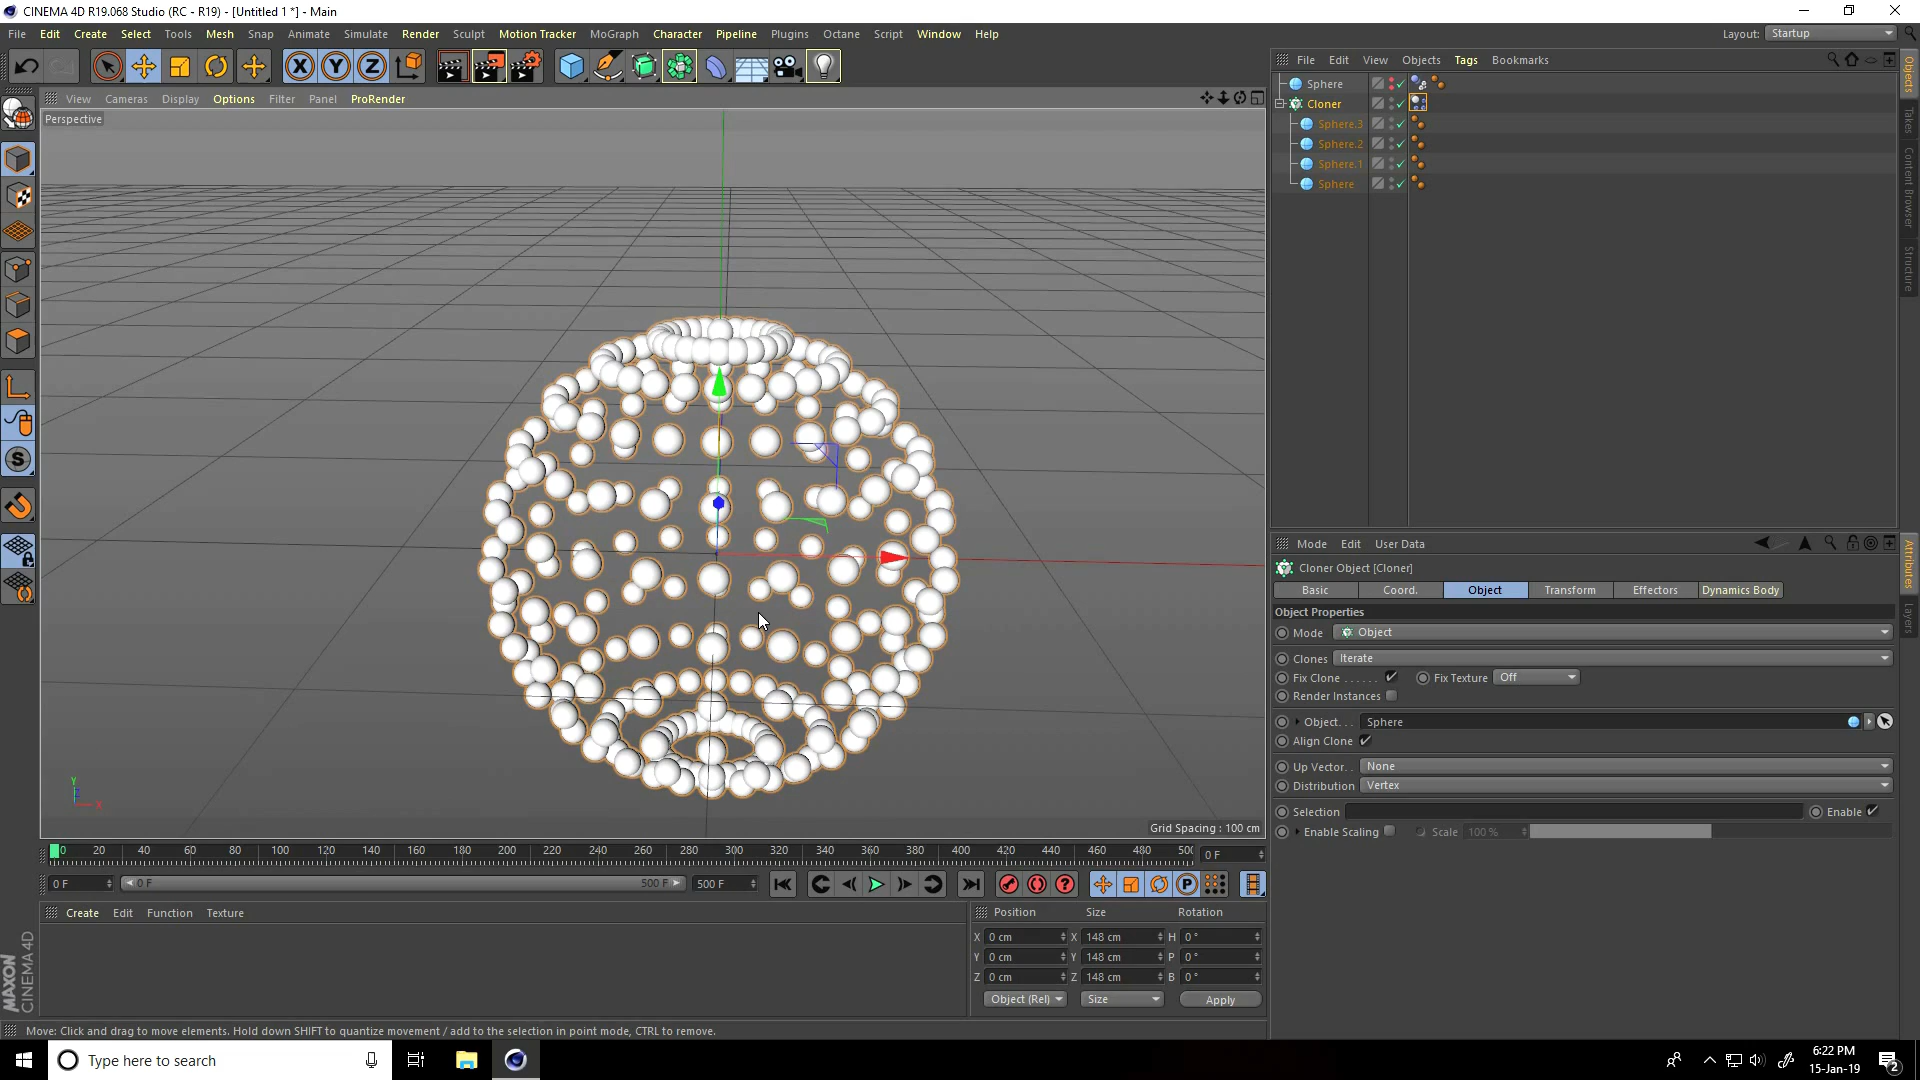 CINEMA 4D R19.068 Studio (RC - R19) - [Untitled 1 *] - Main
File Edit Create Select Tools Mesh Snap Animate Simulate Render Sculpt Motion Tracker MoGraph Character Pipeline Plugins Octane Script Window Help
Layout: Startup
X Y Z
View Cameras Display Options Filter Panel ProRender
Perspective
Y
X
Grid Spacing : 100 cm
File Edit View Objects Tags Bookmarks
Sphere
Cloner
Sphere.3
Sphere.2
Sphere.1
Sphere
Objects
Takes
Content Browser
Structure
Mode Edit User Data
Cloner Object [Cloner]
Basic Coord. Object Transform Effectors Dynamics Body
Object Properties
Mode Object
Clones Iterate
Fix Clone ...... Fix Texture Off
Render Instances
Object. . . Sphere
Align Clone
Up Vector. . None
Distribution Vertex
Selection Enable
Enable Scaling Scale 100 %
Attributes
Layers
0 20 40 60 80 100 120 140 160 180 200 220 240 260 280 300 320 340 360 380 400 420 440 460 480 500
0 F
0 F 0 F 500 F 500 F
Create Edit Function Texture
Position Size Rotation
X 0 cm X 148 cm H 0 °
Y 0 cm Y 148 cm P 0 °
Z 0 cm Z 148 cm B 0 °
Object (Rel) Size Apply
MAXON
CINEMA 4D
Move: Click and drag to move elements. Hold down SHIFT to quantize movement / add to the selection in point mode, CTRL to remove.
Type here to search
6:22 PM
15-Jan-19
2